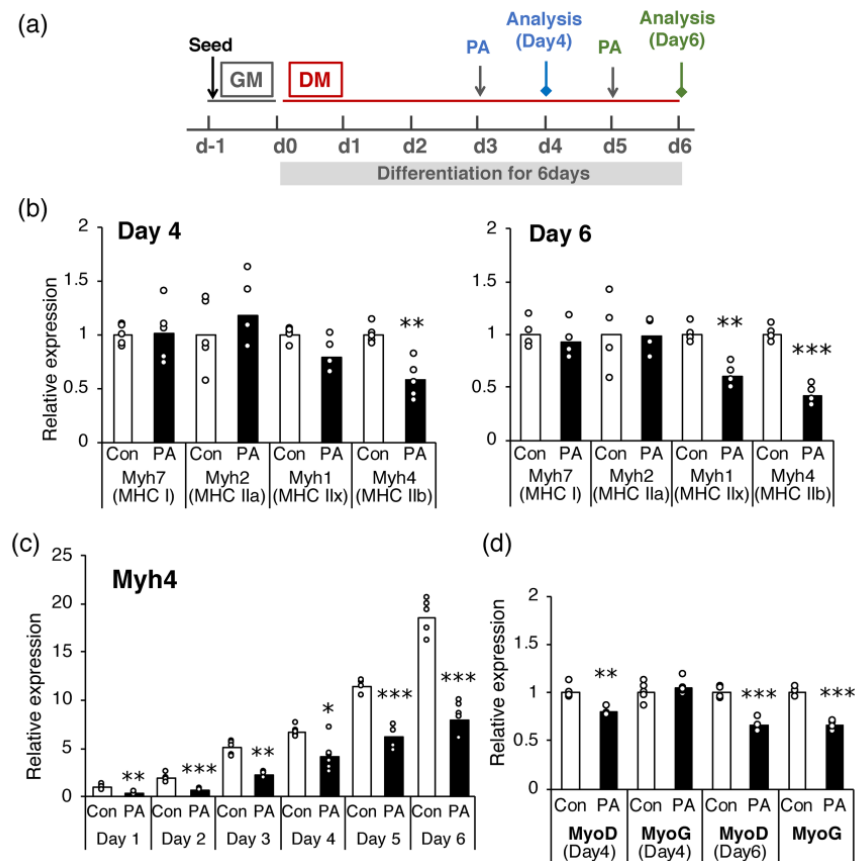 (a)
Seed
GM
DM
PA
Analysis
(Day4)
PA
Analysis
(Day6)
d-1 d0 d1 d2 d3 d4 d5 d6
Differentiation for 6days
(b)
Day 4
Relative expression
2
1.5
1
0.5
0
**
Con PA Con PA Con PA Con PA
Myh7 Myh2 Myh1 Myh4
(MHC I) (MHC IIa) (MHC IIx) (MHC IIb)
Day 6
2
1.5
1
0.5
0
** ***
Con PA Con PA Con PA Con PA
Myh7 Myh2 Myh1 Myh4
(MHC I) (MHC IIa) (MHC IIx) (MHC IIb)
(c)
Myh4
Relative expression
25
20
15
10
5
0
** *** ** * *** ***
Con PA Con PA Con PA Con PA Con PA Con PA
Day 1 Day 2 Day 3 Day 4 Day 5 Day 6
(d)
Relative expression
2
1.5
1
0.5
0
** *** ***
Con PA Con PA Con PA Con PA
MyoD MyoG MyoD MyoG
(Day4) (Day4) (Day6)